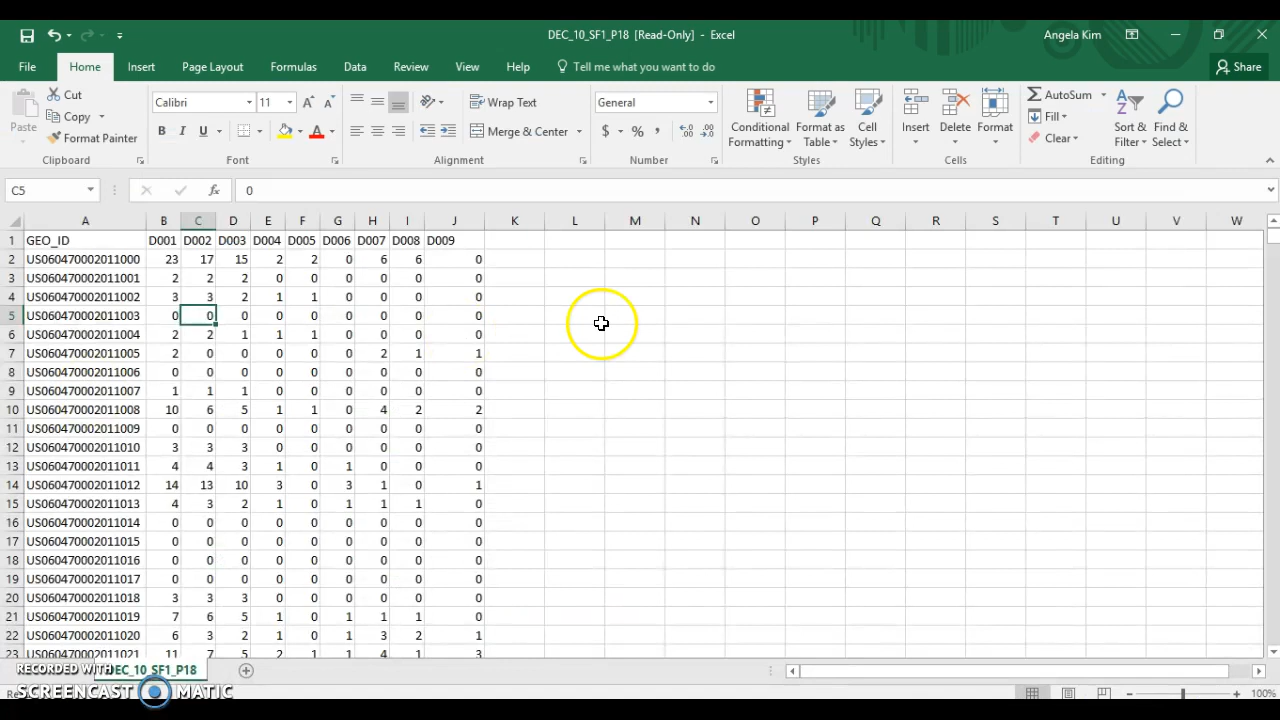 DEC_10_SF1_P18 [Read-Only] - Excel
Angela Kim
File Home Insert Page Layout Formulas Data Review View Help Tell me what you want to do Share
Cut
Copy
Format Painter
Paste
Clipboard
Calibri 11
B I U
Font
Wrap Text
Merge & Center
Alignment
General
$ % ,
Number
Conditional Formatting
Format as Table
Cell Styles
Styles
Insert Delete Format
Cells
AutoSum
Fill
Clear
Sort & Filter
Find & Select
Editing
C5 fx 0
A B C D E F G H I J K L M N O P Q R S T U V W
1 GEO_ID D001 D002 D003 D004 D005 D006 D007 D008 D009
2 US060470002011000 23 17 15 2 2 0 6 6 0
3 US060470002011001 2 2 2 0 0 0 0 0 0
4 US060470002011002 3 3 2 1 1 0 0 0 0
5 US060470002011003 0 0 0 0 0 0 0 0 0
6 US060470002011004 2 2 1 1 1 0 0 0 0
7 US060470002011005 2 0 0 0 0 0 2 1 1
8 US060470002011006 0 0 0 0 0 0 0 0 0
9 US060470002011007 1 1 1 0 0 0 0 0 0
10 US060470002011008 10 6 5 1 1 0 4 2 2
11 US060470002011009 0 0 0 0 0 0 0 0 0
12 US060470002011010 3 3 3 0 0 0 0 0 0
13 US060470002011011 4 4 3 1 0 1 0 0 0
14 US060470002011012 14 13 10 3 0 3 1 0 1
15 US060470002011013 4 3 2 1 0 1 1 1 0
16 US060470002011014 0 0 0 0 0 0 0 0 0
17 US060470002011015 0 0 0 0 0 0 0 0 0
18 US060470002011016 0 0 0 0 0 0 0 0 0
19 US060470002011017 0 0 0 0 0 0 0 0 0
20 US060470002011018 3 3 3 0 0 0 0 0 0
21 US060470002011019 7 6 5 1 0 1 1 1 0
22 US060470002011020 6 3 2 1 0 1 3 2 1
23 US060470002011021 11 7 5 2 1 1 4 1 3
RECORDED WITH
DEC_10_SF1_P18
SCREENCAST MATIC
100%